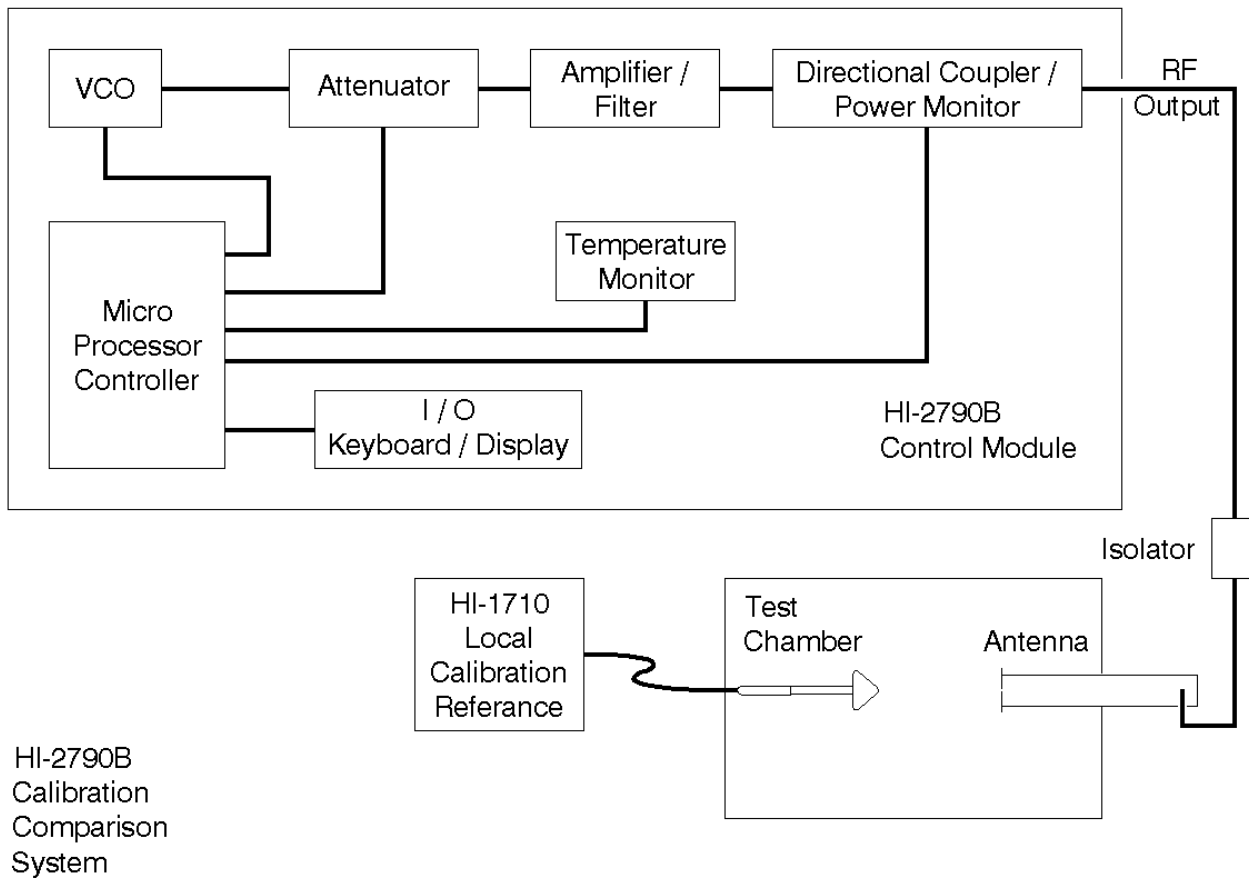 VCO
Attenuator
Amplifier /
Filter
Directional Coupler /
Power Monitor
RF
Output
Temperature
Monitor
Micro
Processor
Controller
I / O
Keyboard / Display
HI-2790B
Control Module
Isolator
HI-1710
Local
Calibration
Referance
Test
Chamber
Antenna
HI-2790B
Calibration
Comparison
System